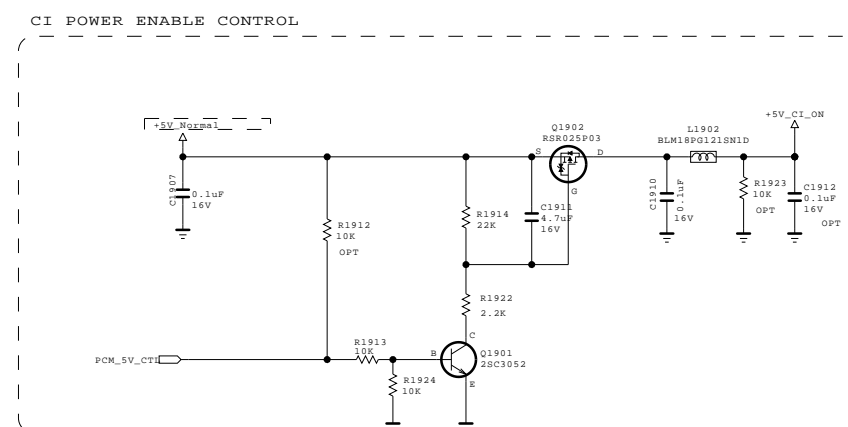 CI POWER ENABLE CONTROL
+5V_Normal
+5V_CI_ON
Q1902
RSR025P03
L1902
BLM18PG121SN1D
S
D
G
C1907
0.1uF
16V
R1912
10K
OPT
R1914
22K
C1911
4.7uF
16V
C1910
0.1uF
16V
R1923
10K
OPT
C1912
0.1uF
16V
OPT
R1922
2.2K
PCM_5V_CTL
R1913
10K
B
C
Q1901
2SC3052
E
R1924
10K